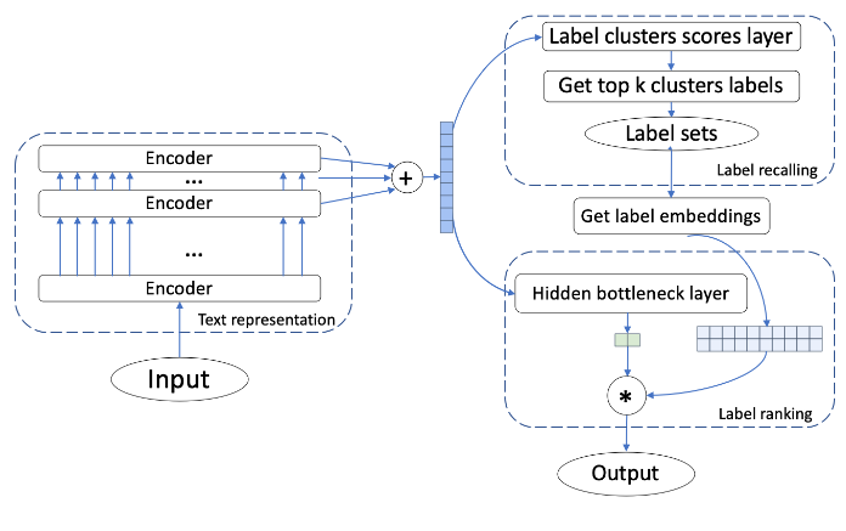 Label clusters scores layer
Get top k clusters labels
Label sets
Label recalling
Encoder
...
Encoder
...
Encoder
Text representation
Input
+
Get label embeddings
Hidden bottleneck layer
*
Label ranking
Output